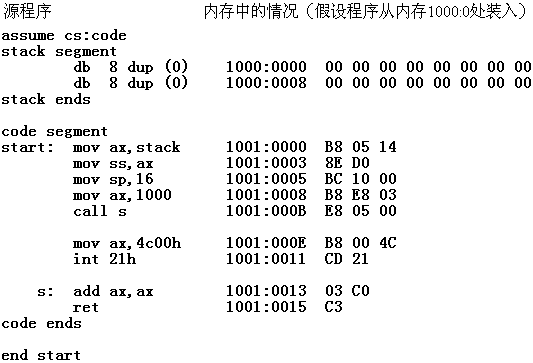 源程序 内存中的情况（假设程序从内存1000:0处装入）
assume cs:code
stack segment
db 8 dup (0) 1000:0000 00 00 00 00 00 00 00 00
db 8 dup (0) 1000:0008 00 00 00 00 00 00 00 00
stack ends
code segment
start: mov ax,stack 1001:0000 B8 05 14
mov ss,ax 1001:0003 8E D0
mov sp,16 1001:0005 BC 10 00
mov ax,1000 1001:0008 B8 E8 03
call s 1001:000B E8 05 00
mov ax,4c00h 1001:000E B8 00 4C
int 21h 1001:0011 CD 21
s: add ax,ax 1001:0013 03 C0
ret 1001:0015 C3
code ends
end start